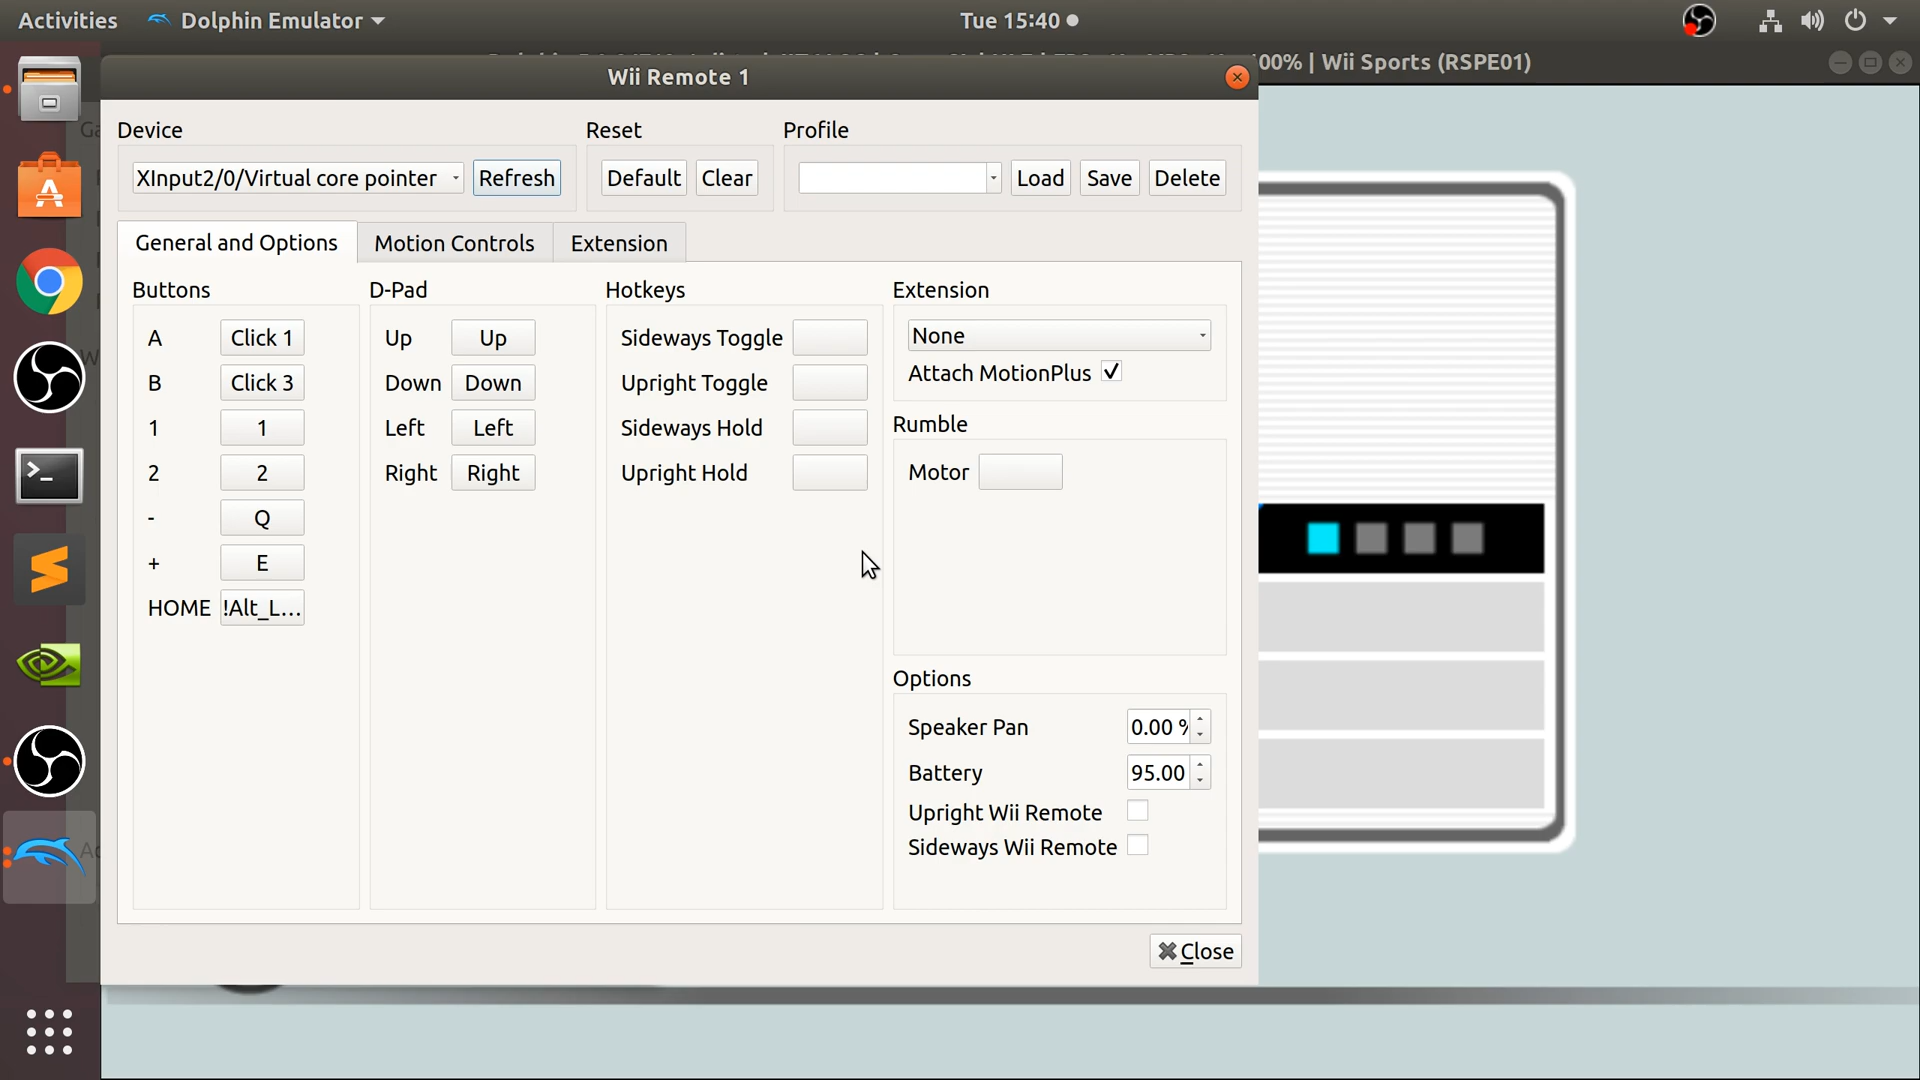 Activities Dolphin Emulator Tue 15:40
00% | Wii Sports (RSPE01)
Wii Remote 1
Device Reset Profile
XInput2/0/Virtual core pointer Refresh Default Clear Load Save Delete
General and Options Motion Controls Extension
Buttons D-Pad Hotkeys Extension
A Click 1 Up Up Sideways Toggle None
B Click 3 Down Down Upright Toggle Attach MotionPlus
1 1 Left Left Sideways Hold Rumble
2 2 Right Right Upright Hold Motor
- Q
+ E
HOME !Alt_L...
Options
Speaker Pan 0.00 %
Battery 95.00
Upright Wii Remote
Sideways Wii Remote
Close